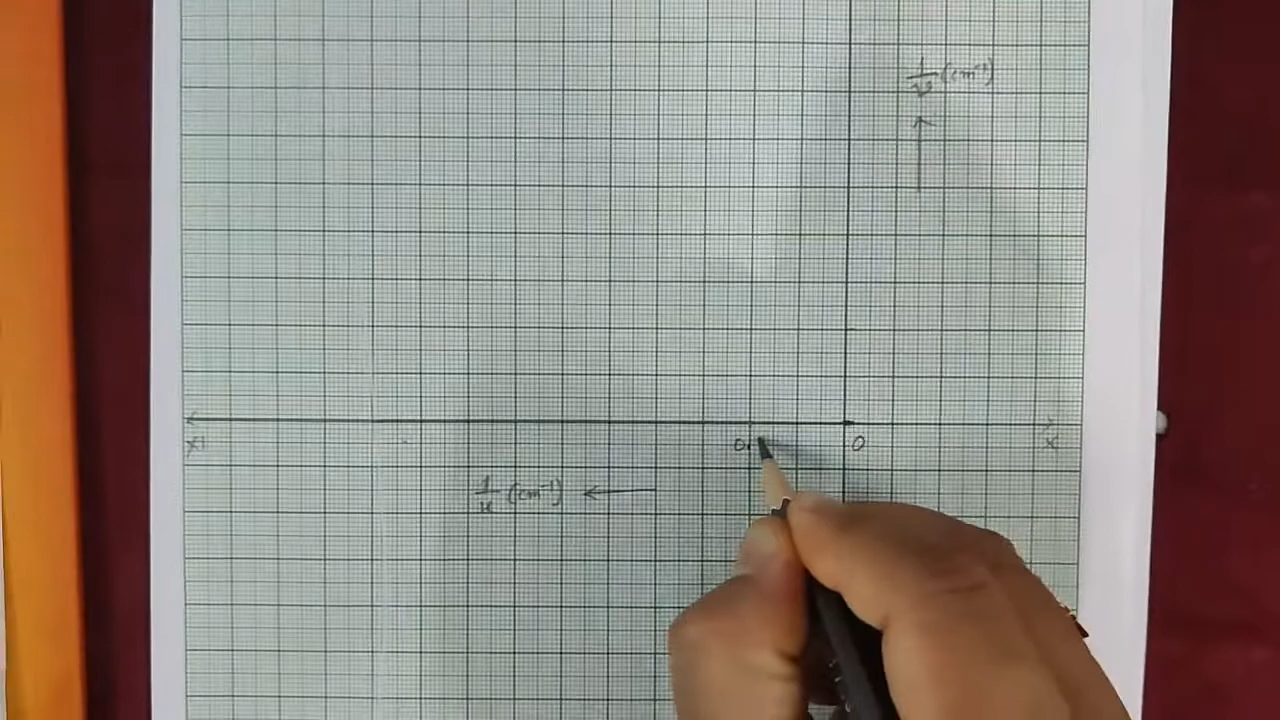 1/v (cm⁻¹)
X' 0. O X
1/u (cm⁻¹)